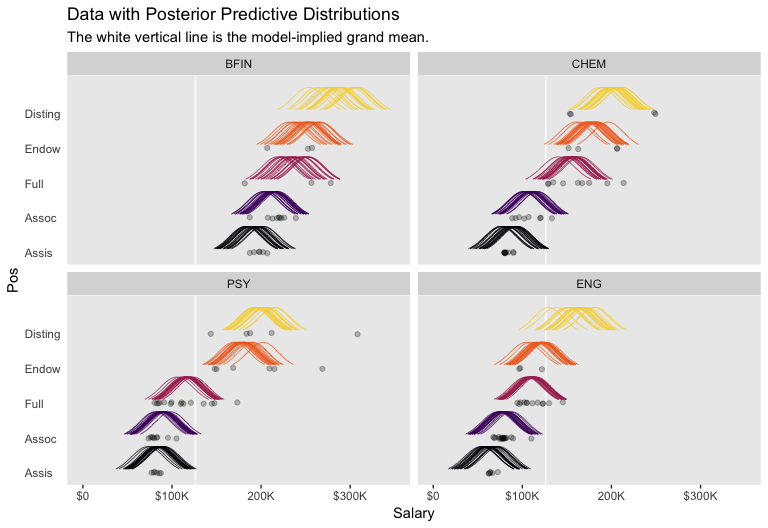 Data with Posterior Predictive Distributions
The white vertical line is the model-implied grand mean.
BFIN
CHEM
Disting
Endow
Full
Assoc
Assis
PSY
ENG
Disting
Endow
Full
Assoc
Assis
Pos
$0
$100K
200K
$300K
$0
$100K
200K
$300K
Salary